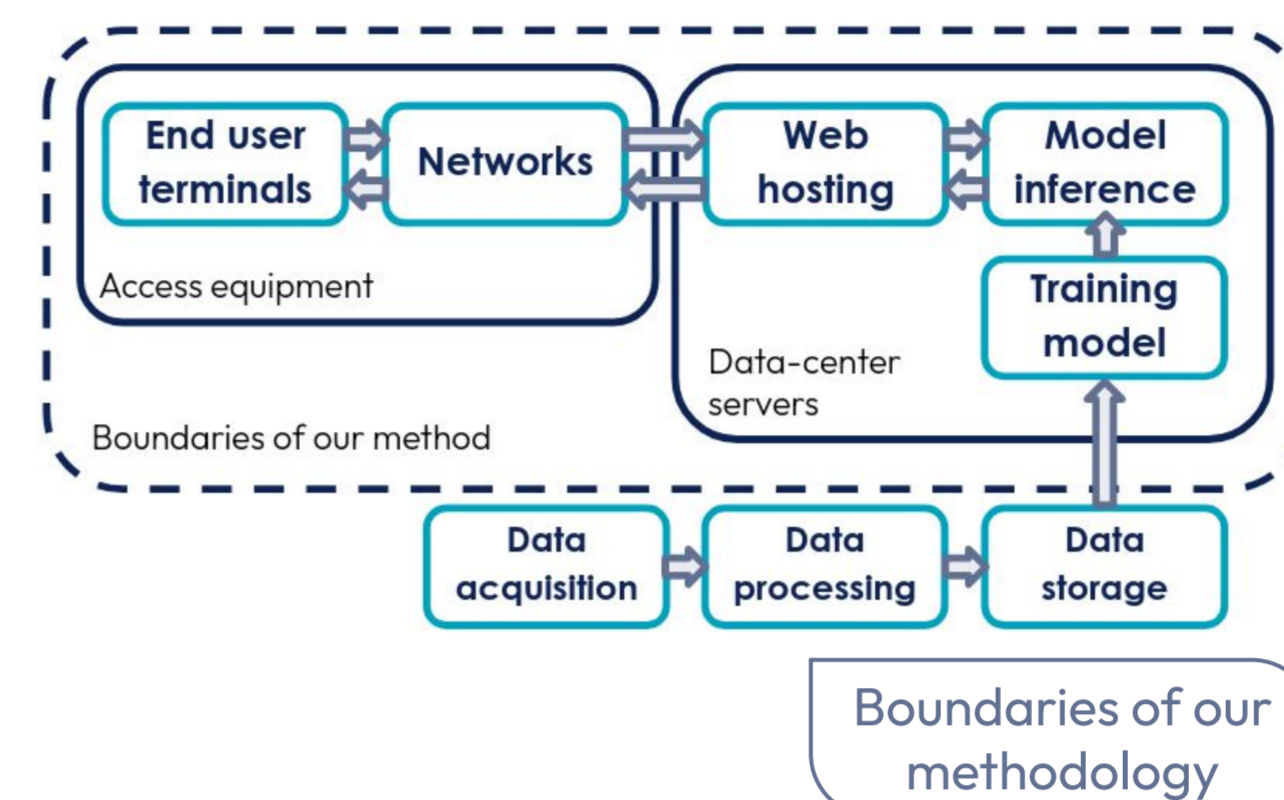 End user
terminals
Networks
Web
hosting
Model
inference
Access equipment
Training
model
Data-center
servers
Boundaries of our method
Data
acquisition
Data
processing
Data
storage
Boundaries of our
methodology